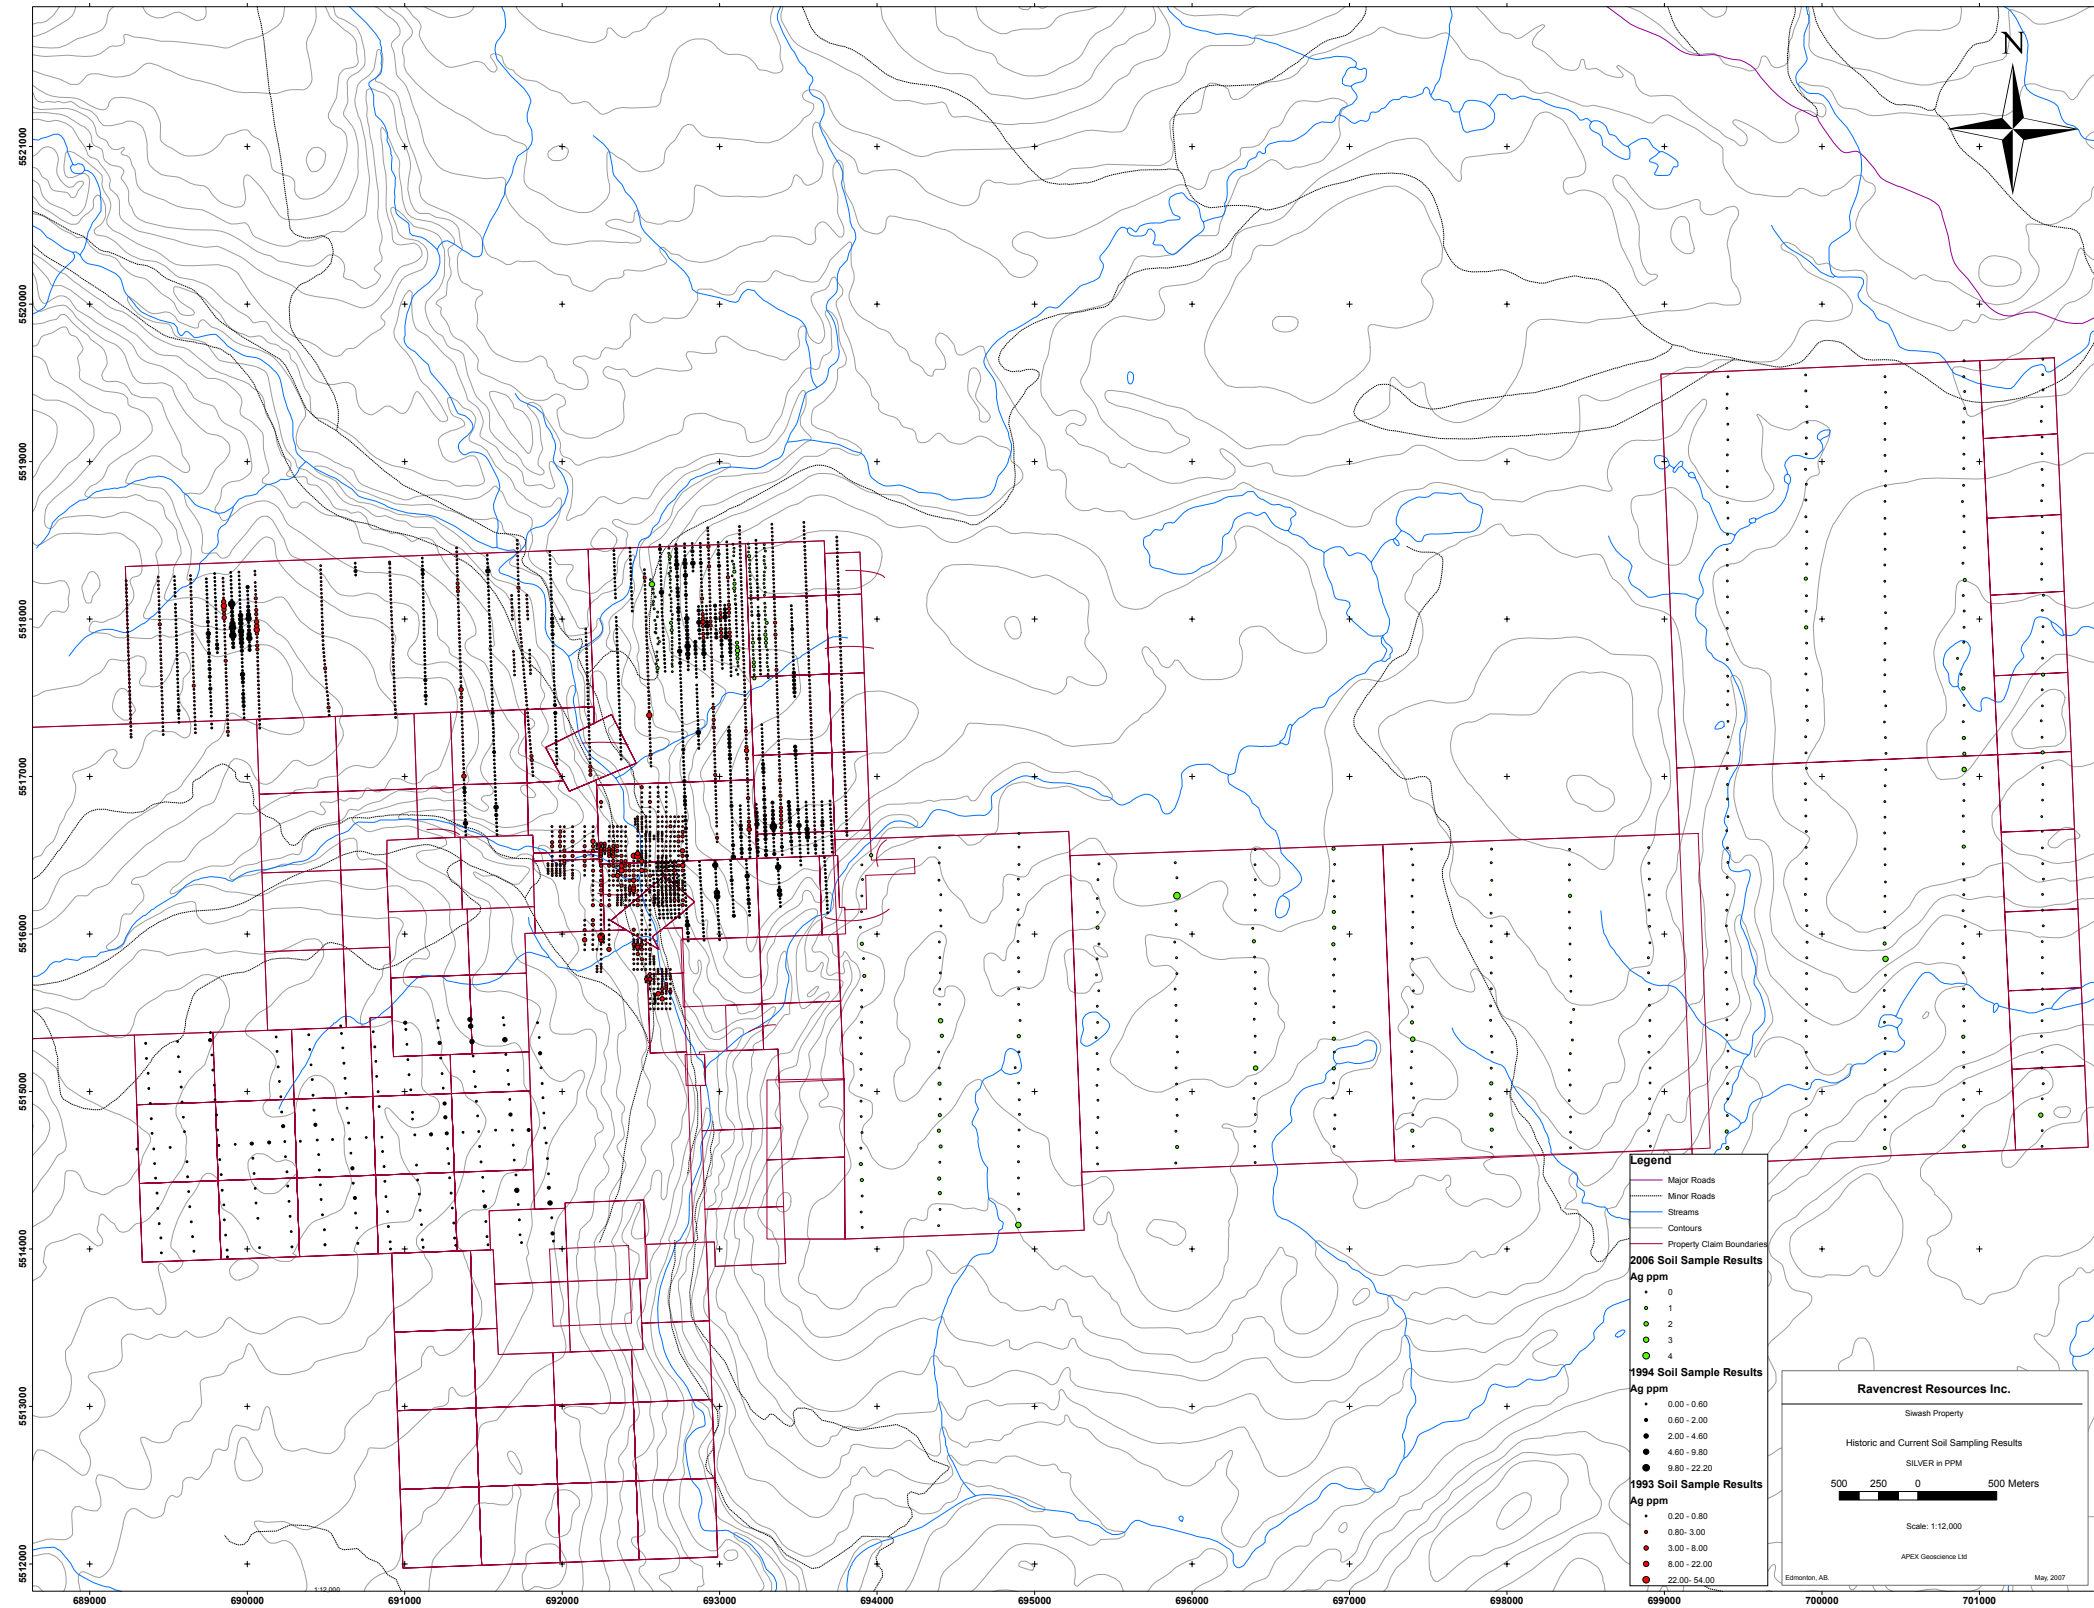 N
5521000
5520000
5519000
5518000
5517000
5516000
5515000
5514000
5513000
5512000
Legend
Major Roads
Minor Roads
Streams
Contours
Property Claim Boundaries
2006 Soil Sample Results
Ag ppm
0
1
2
3
4
1994 Soil Sample Results
Ag ppm
0.00 - 0.60
0.60 - 2.00
2.00 - 4.60
4.60 - 9.80
9.80 - 22.20
1993 Soil Sample Results
Ag ppm
0.20 - 0.80
0.80- 3.00
3.00 - 8.00
8.00 - 22.00
22.00- 54.00
Ravencrest Resources Inc.
Siwash Property
Historic and Current Soil Sampling Results
SILVER in PPM
500 250 0 500 Meters
Scale: 1:12,000
APEX Geoscience Ltd
Edmonton, AB. May, 2007
1:12,000
689000 690000 691000 692000 693000 694000 695000 696000 697000 698000 699000 700000 701000